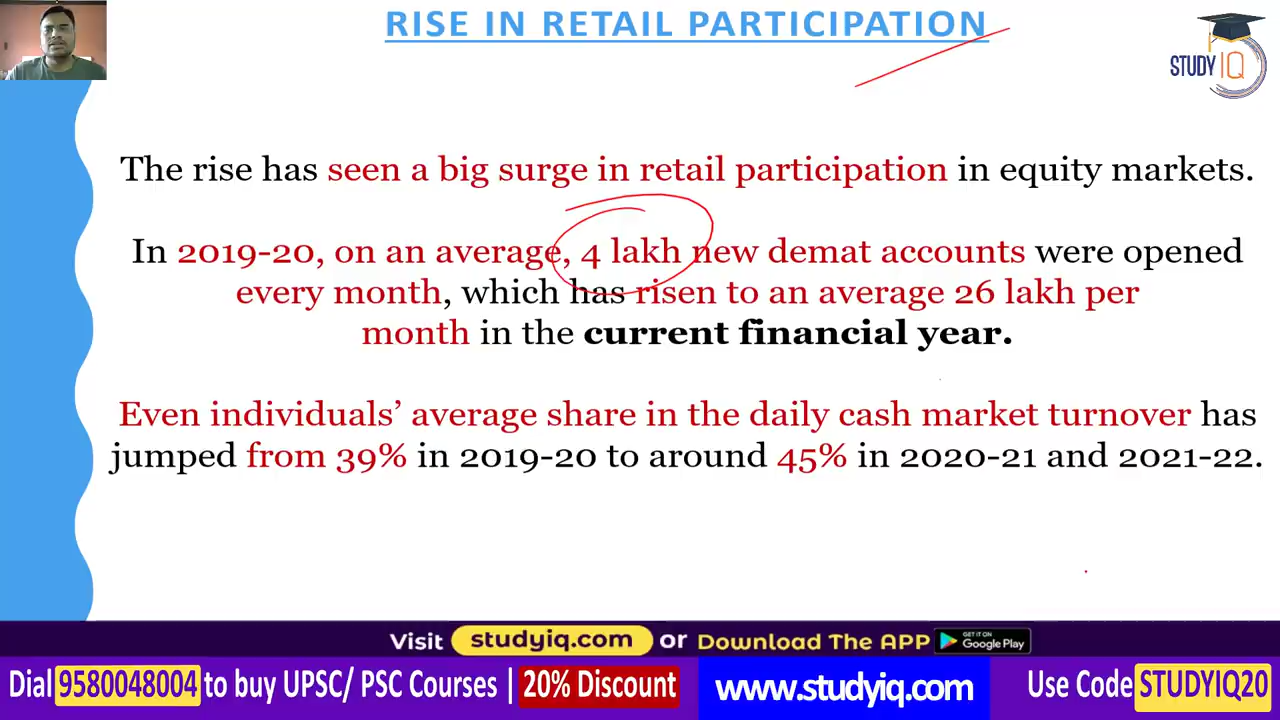 RISE IN RETAIL PARTICIPATION
STUDY IQ
The rise has seen a big surge in retail participation in equity markets.
In 2019-20, on an average, 4 lakh new demat accounts were opened
every month, which has risen to an average 26 lakh per
month in the current financial year.
Even individuals’ average share in the daily cash market turnover has
jumped from 39% in 2019-20 to around 45% in 2020-21 and 2021-22.
Visit studyiq.com or Download The APP GET IT ON Google Play
Dial 9580048004 to buy UPSC/ PSC Courses | 20% Discount www.studyiq.com Use Code STUDYIQ20